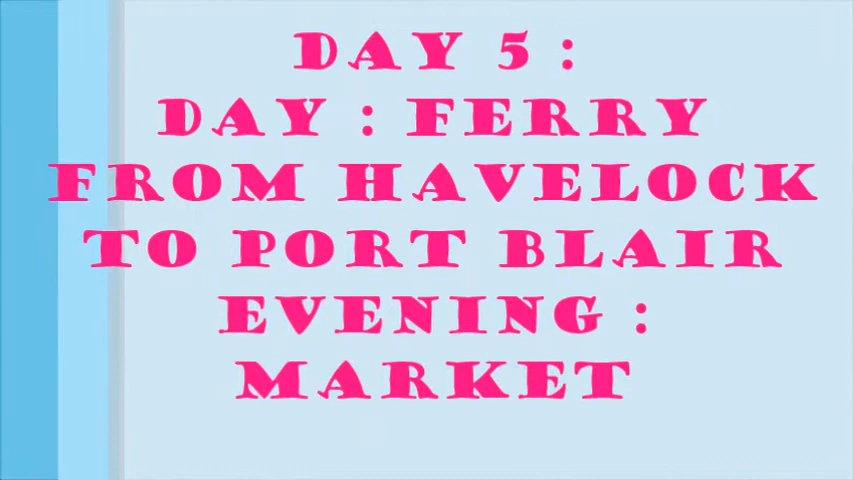 DAY 5 :
DAY : FERRY
FROM HAVELOCK
TO PORT BLAIR
EVENING :
MARKET